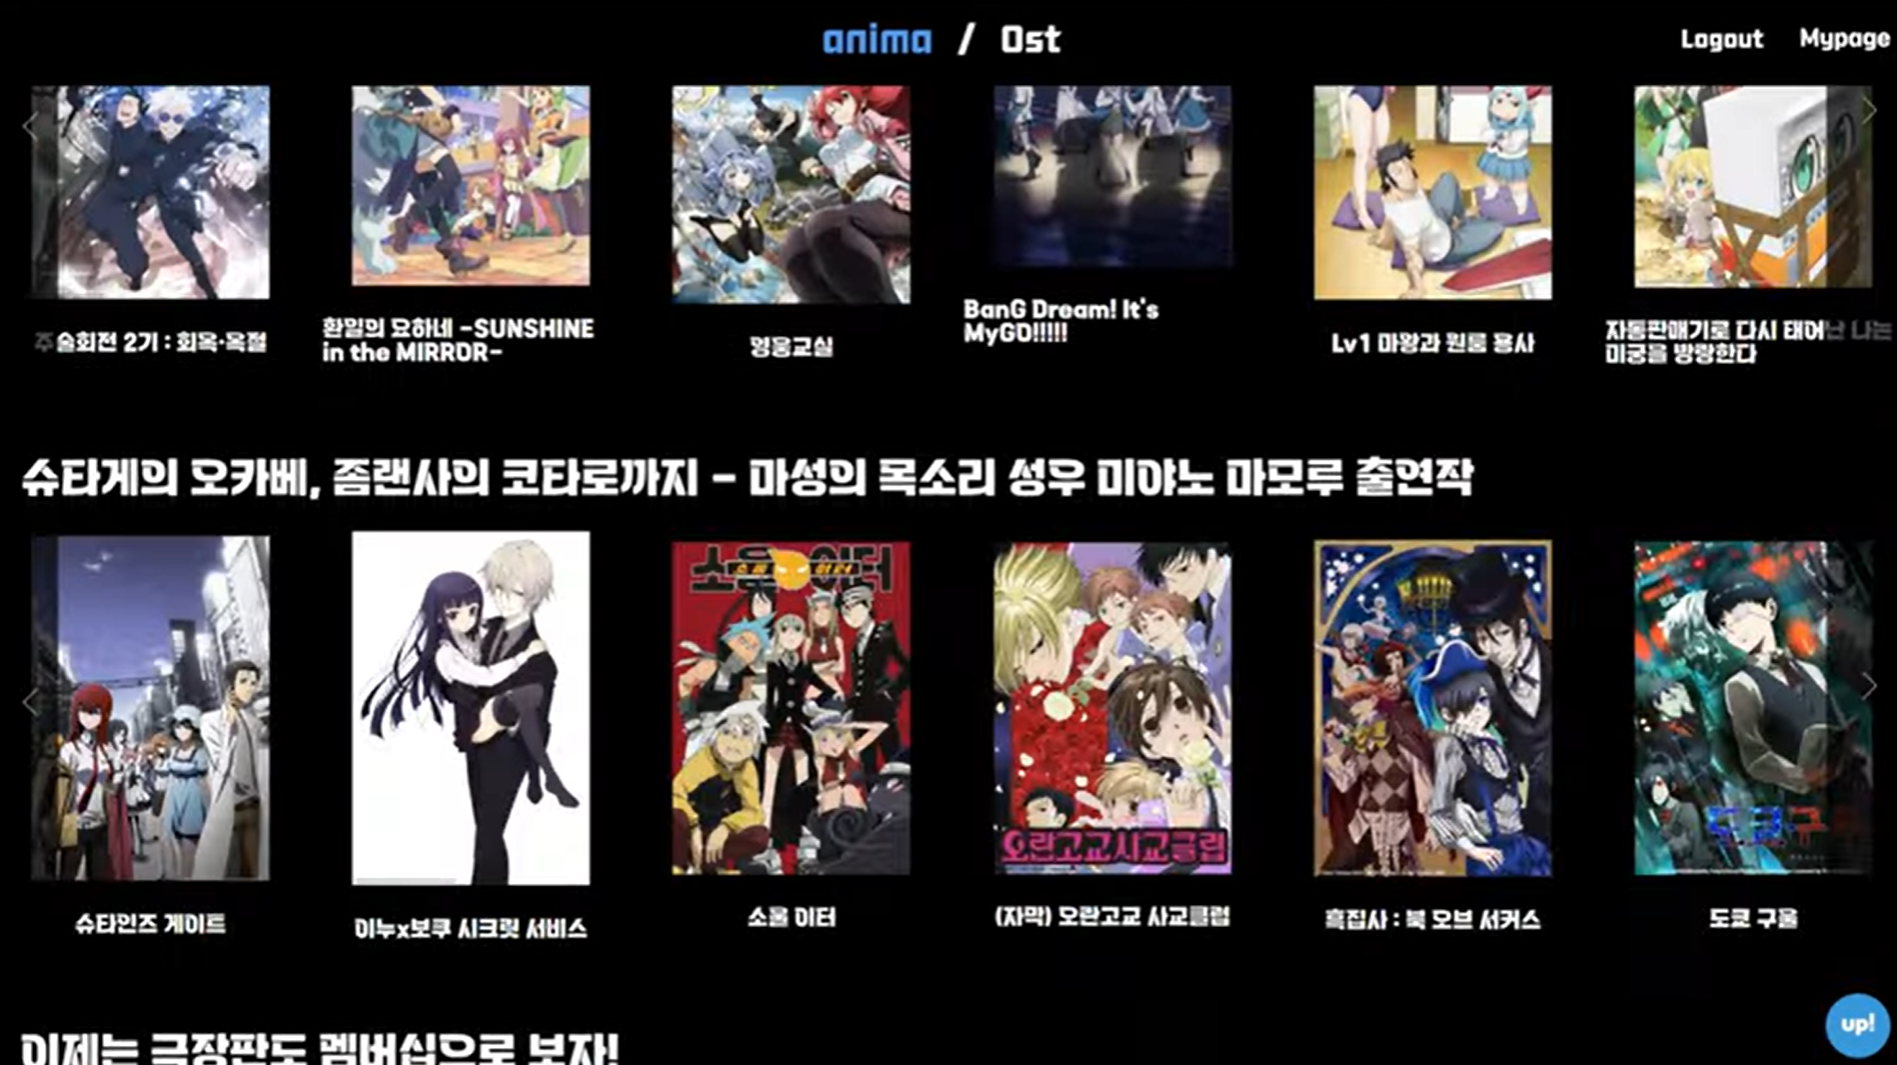 anima / Ost
Logout Mypage
주술회전 2기 : 회옥·옥절
환일의 요하네 -SUNSHINE
in the MIRROR-
영웅교실
BanG Dream! It's
MyGO!!!!!
Lv1 마왕과 원룸 용사
자동판매기로 다시 태어난 나는
미궁을 방랑한다
슈타게의 오카베, 좀랜사의 코타로까지 - 마성의 목소리 성우 미야노 마모루 출연작
소울 이터
오란고교사교클럽
슈타인즈 게이트
이누x보쿠 시크릿 서비스
소울 이터
(자막) 오란고교 사교클럽
흑집사 : 북 오브 서커스
도쿄 구울
up!
이제는 극장판도 멤버십으로 보자!